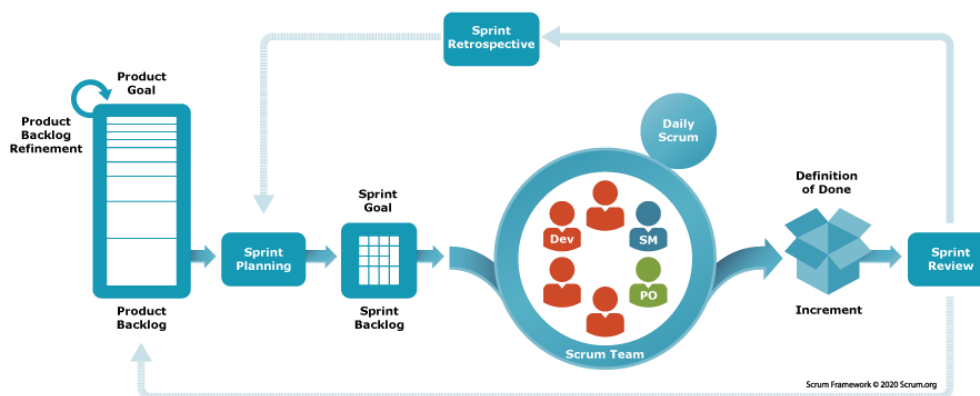 Sprint
Retrospective
Product
Goal
Product
Backlog
Refinement
Daily
Scrum
Sprint
Goal
Definition
of Done
Dev
SM
Sprint
Planning
Sprint
Review
PO
Product
Backlog
Sprint
Backlog
Increment
Scrum Team
Scrum Framework © 2020 Scrum.org